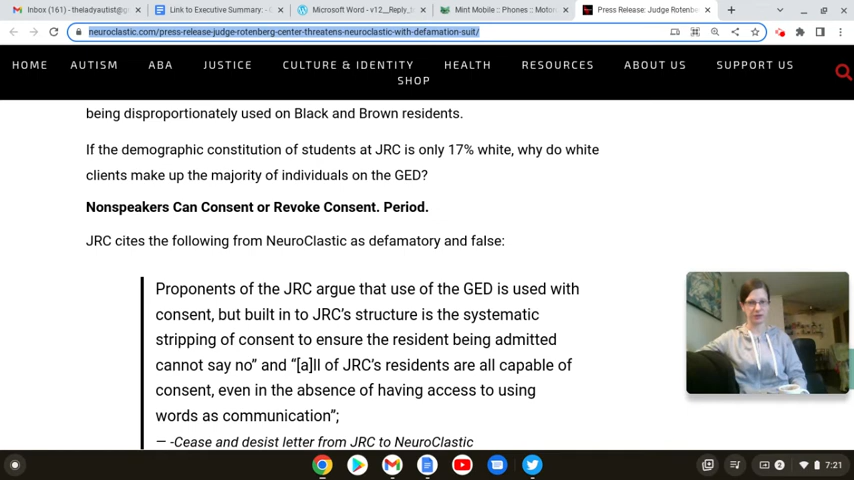 Inbox (161) - theladyautist@g
Link to Executive Summary: - G
Microsoft Word - v12__Reply_t
Mint Mobile :: Phones :: Motor
Press Release: Judge Rotenbe
neuroclastic.com/press-release-judge-rotenberg-center-threatens-neuroclastic-with-defamation-suit/
HOME AUTISM ABA JUSTICE CULTURE & IDENTITY HEALTH RESOURCES ABOUT US SUPPORT US
SHOP
being disproportionately used on Black and Brown residents.
If the demographic constitution of students at JRC is only 17% white, why do white
clients make up the majority of individuals on the GED?
Nonspeakers Can Consent or Revoke Consent. Period.
JRC cites the following from NeuroClastic as defamatory and false:
Proponents of the JRC argue that use of the GED is used with
consent, but built in to JRC’s structure is the systematic
stripping of consent to ensure the resident being admitted
cannot say no” and “[a]ll of JRC’s residents are all capable of
consent, even in the absence of having access to using
words as communication”;
— -Cease and desist letter from JRC to NeuroClastic
2
7:21